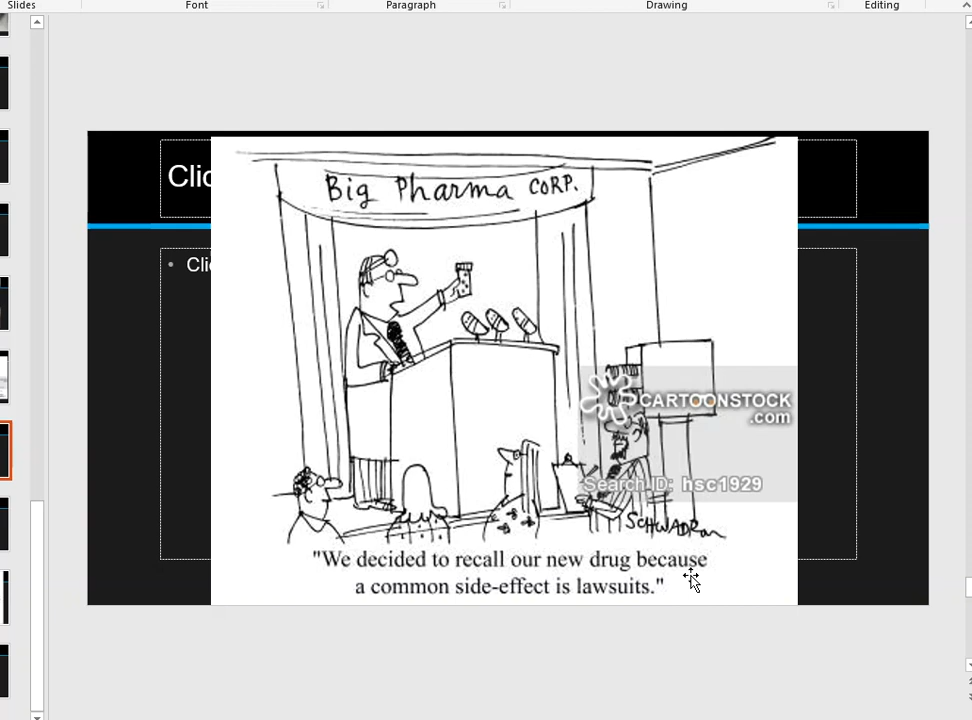 Slides
Font
Paragraph
Drawing
Editing
Clic
• Clic
Big Pharma CORP.
CARTOONSTOCK
.com
Search ID: hsc1929
SCHWADRon
"We decided to recall our new drug because
a common side-effect is lawsuits."